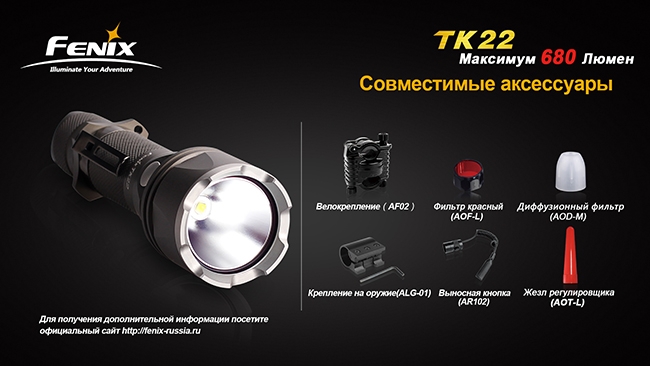 FENIX
Illuminate Your Adventure
TK22
Максимум 680 Люмен
Совместимые аксессуары
Велокрепление ( AF02 )
Фильтр красный
(AOF-L)
Диффузионный фильтр
(AOD-M)
Крепление на оружие(ALG-01)
Выносная кнопка
(AR102)
Жезл регулировщика
(AOT-L)
Для получения дополнительной информации посетите
официальный сайт http://fenix-russia.ru